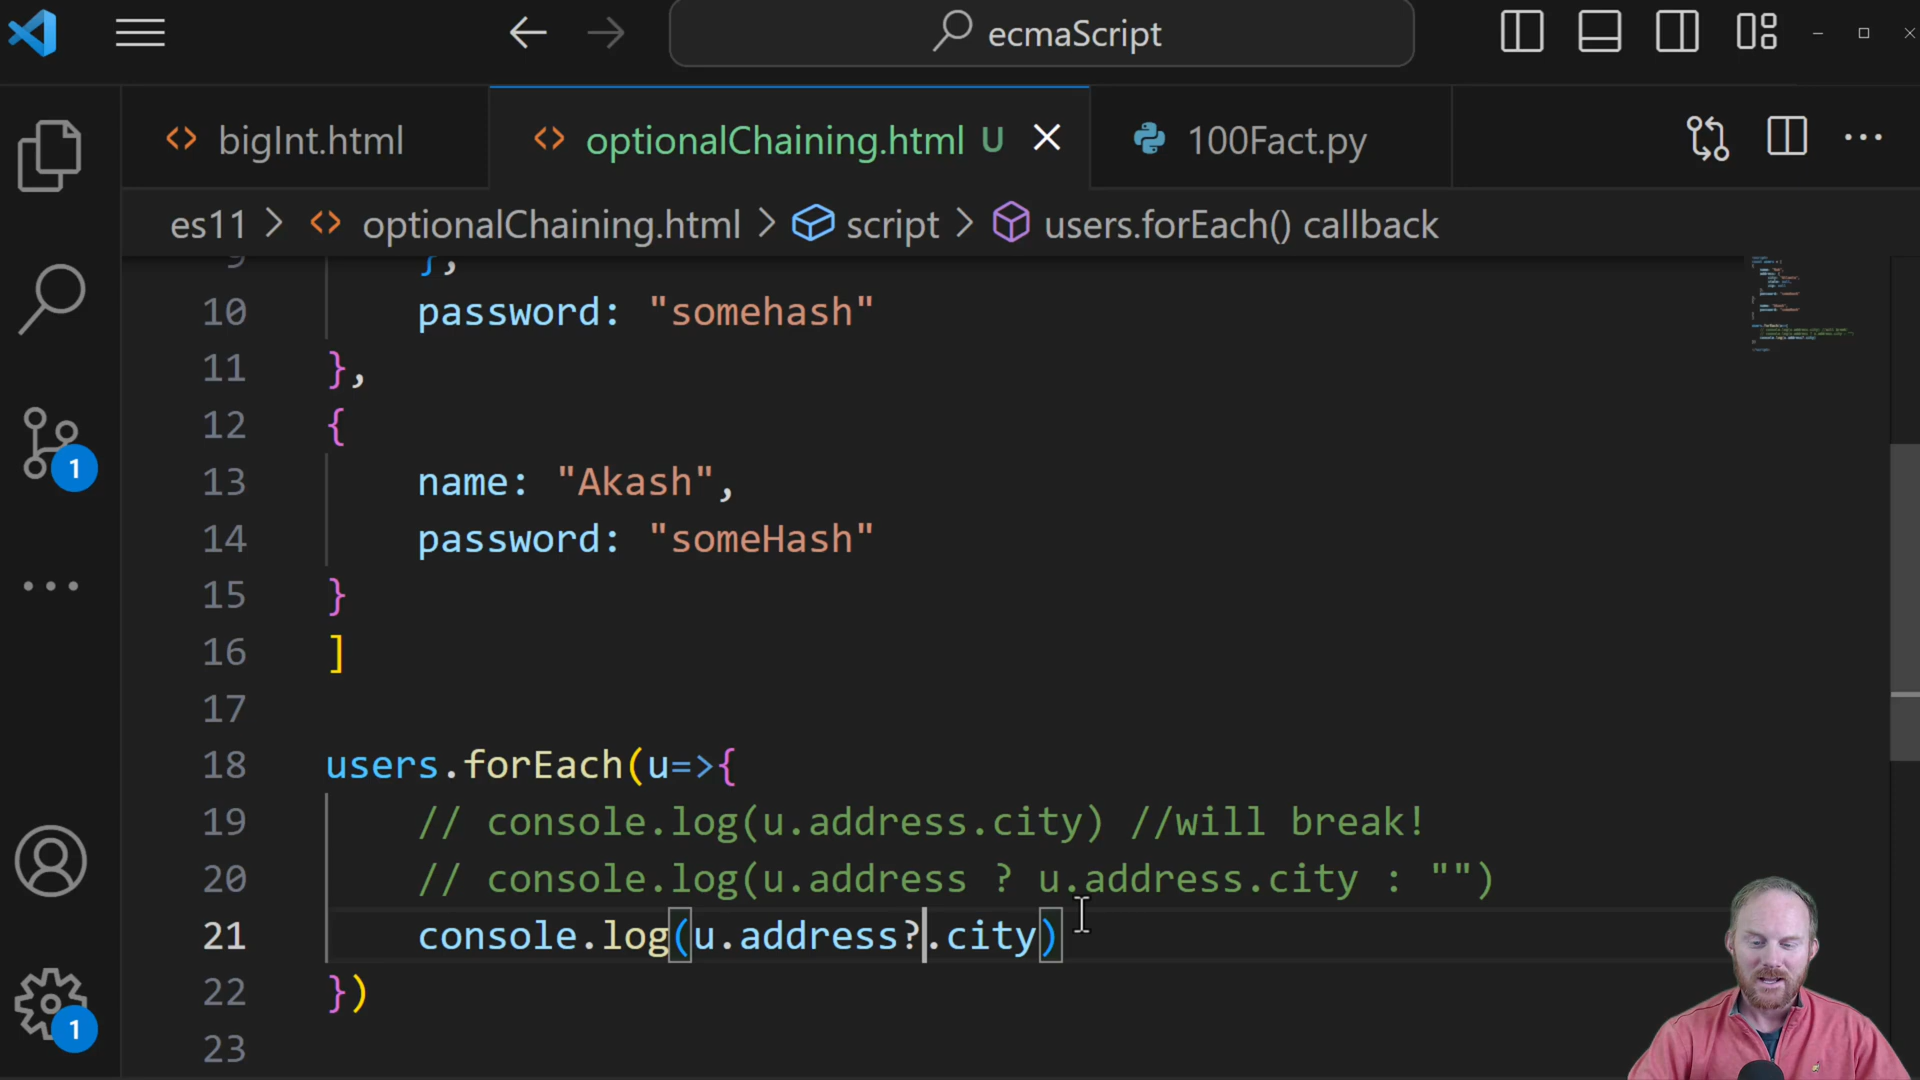 ecmaScript
bigInt.html
optionalChaining.html U
100Fact.py
es11 > optionalChaining.html > script > users.forEach() callback
9 },
10 password: "somehash"
11 },
12 {
13 name: "Akash",
14 password: "someHash"
15 }
16 ]
17
18 users.forEach(u=>{
19 // console.log(u.address.city) //will break!
20 // console.log(u.address ? u.address.city : "")
21 console.log(u.address?.city)
22 })
23
1
1